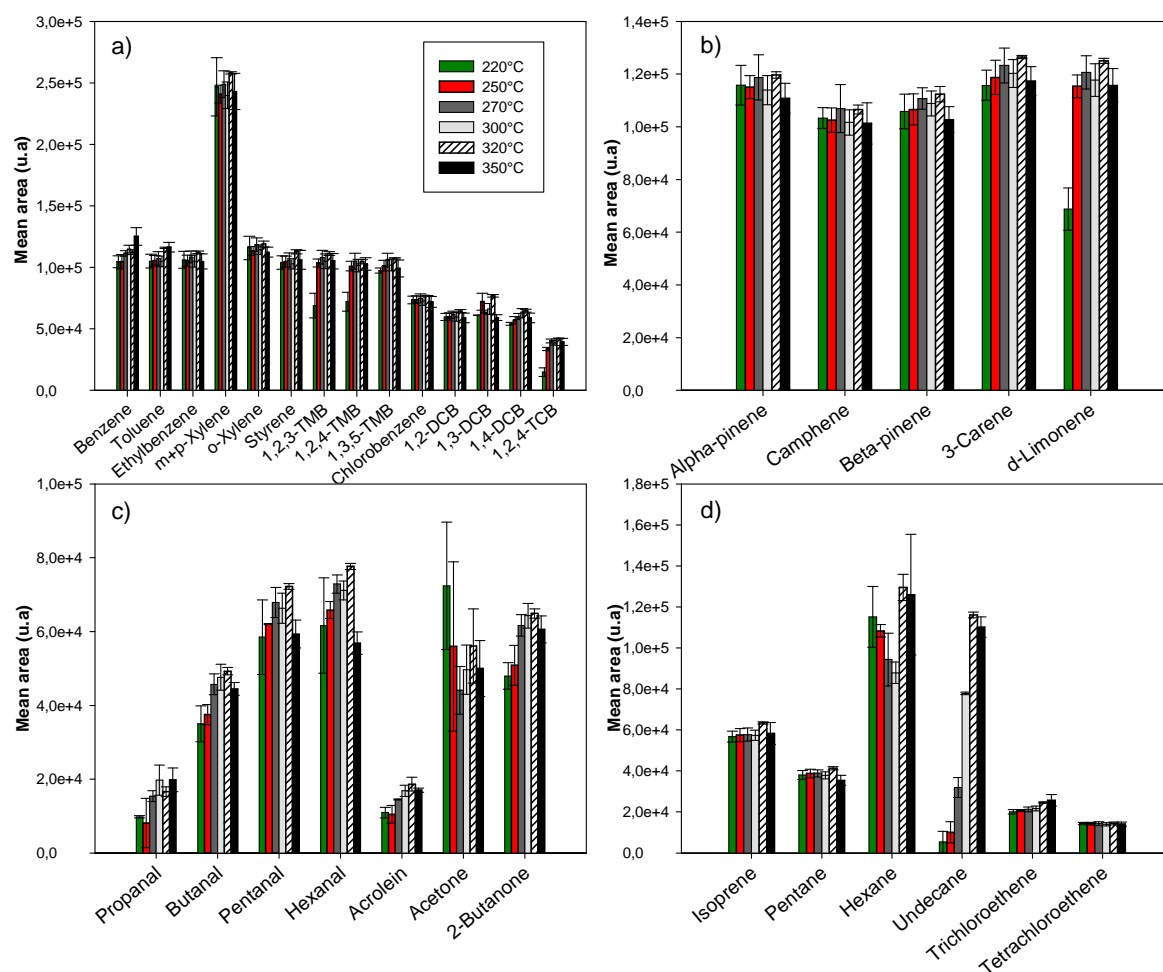 a)
3,0e+5
2,5e+5
2,0e+5
1,5e+5
1,0e+5
5,0e+4
0,0
Mean area (u.a)
220°C
250°C
270°C
300°C
320°C
350°C
Benzene
Toluene
Ethylbenzene
m+p-Xylene
o-Xylene
Styrene
1,2,3-TMB
1,2,4-TMB
1,3,5-TMB
Chlorobenzene
1,2-DCB
1,3-DCB
1,4-DCB
1,2,4-TCB
b)
1,4e+5
1,2e+5
1,0e+5
8,0e+4
6,0e+4
4,0e+4
2,0e+4
0,0
Mean area (u.a)
Alpha-pinene
Camphene
Beta-pinene
3-Carene
d-Limonene
c)
1,0e+5
8,0e+4
6,0e+4
4,0e+4
2,0e+4
0,0
Mean area (u.a)
Propanal
Butanal
Pentanal
Hexanal
Acrolein
Acetone
2-Butanone
d)
1,8e+5
1,6e+5
1,4e+5
1,2e+5
1,0e+5
8,0e+4
6,0e+4
4,0e+4
2,0e+4
0,0
Mean area (u.a)
Isoprene
Pentane
Hexane
Undecane
Trichloroethene
Tetrachloroethene